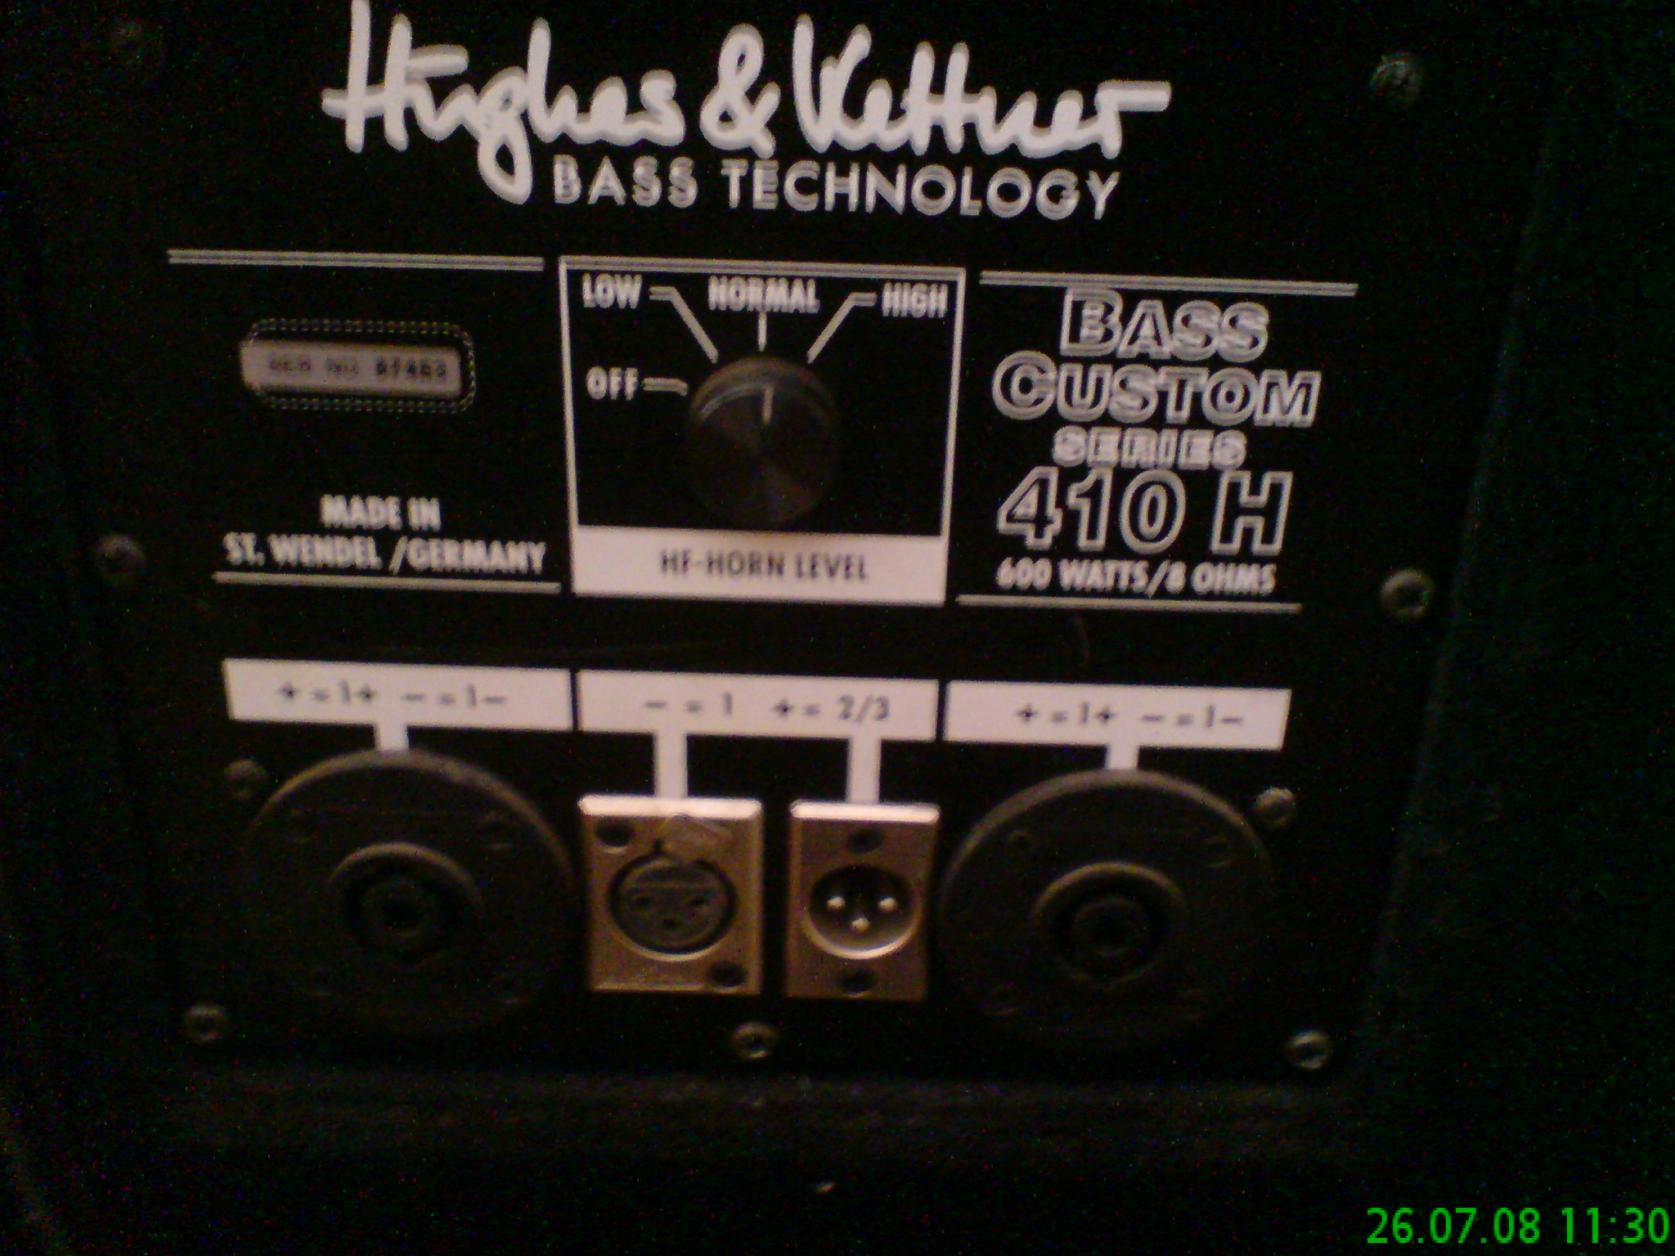 Hughes & Kettner
BASS TECHNOLOGY
LOW NORMAL HIGH
OFF
HF-HORN LEVEL
MADE IN
ST. WENDEL /GERMANY
BASS
CUSTOM
SERIES
410 H
600 WATTS/8 OHMS
+ = 1+ - = 1-
- = 1 + = 2/3
+ = 1+ - = 1-
26.07.08 11:30